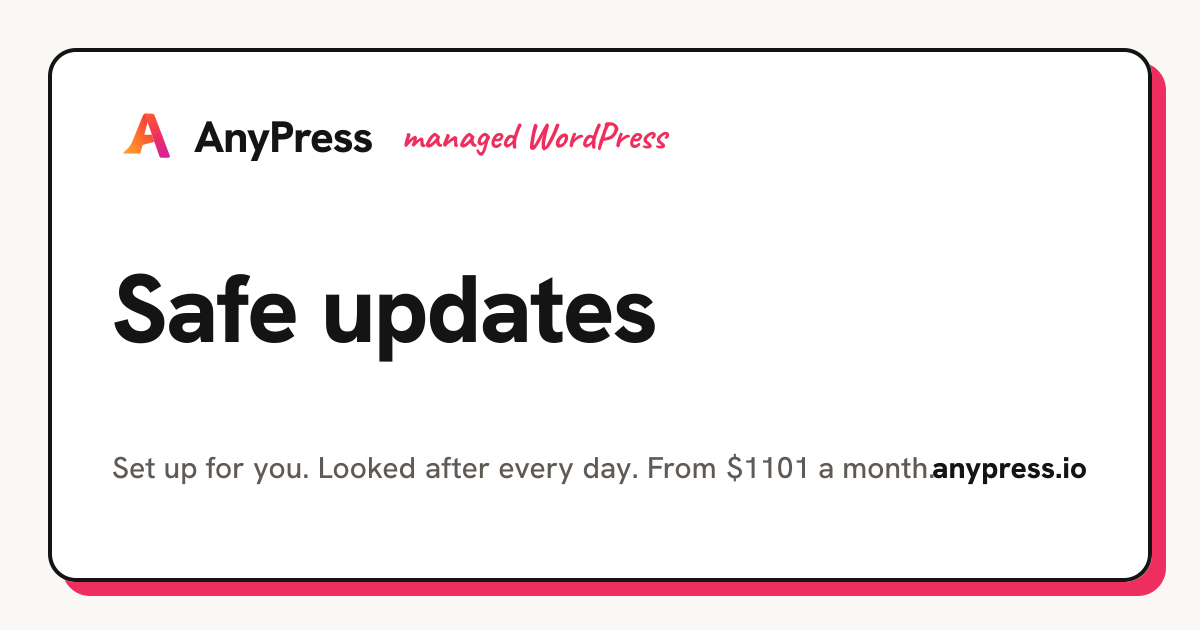 AnyPress managed WordPress
Safe updates
Set up for you. Looked after every day. From $1101 a month.anypress.io